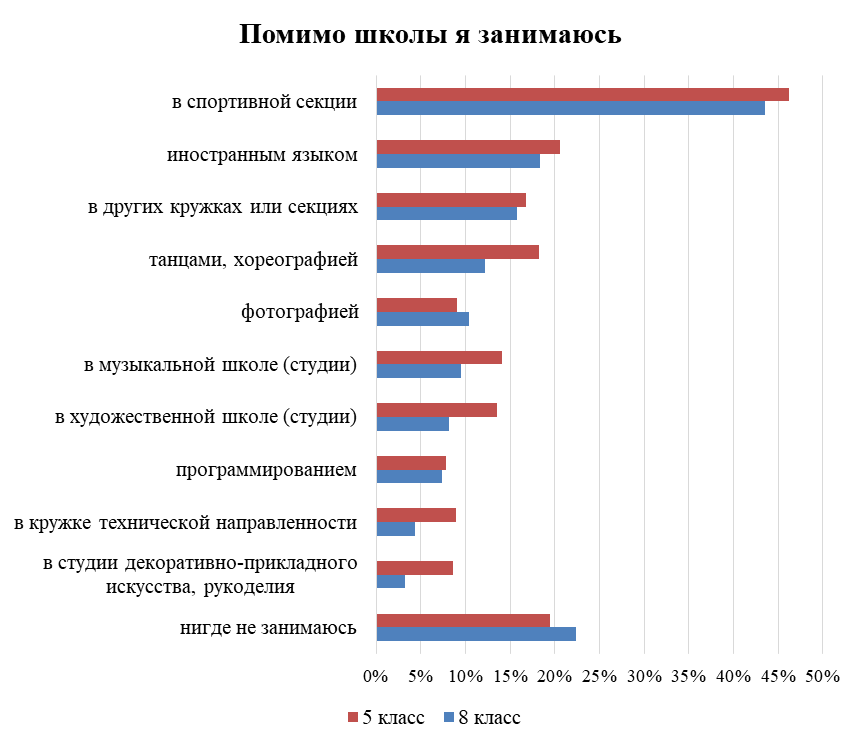 Помимо школы я занимаюсь
в спортивной секции
иностранным языком
в других кружках или секциях
танцами, хореографией
фотографией
в музыкальной школе (студии)
в художественной школе (студии)
программированием
в кружке технической направленности
в студии декоративно-прикладного
искусства, рукоделия
нигде не занимаюсь
0% 5% 10% 15% 20% 25% 30% 35% 40% 45% 50%
5 класс 8 класс